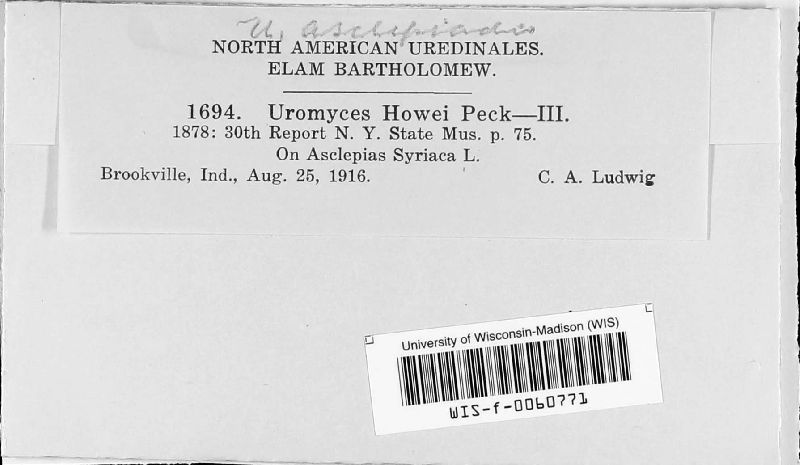 U. asclepiadis
NORTH AMERICAN UREDINALES.
ELAM BARTHOLOMEW.
1694. Uromyces Howei Peck—III.
1878: 30th Report N. Y. State Mus. p. 75.
On Asclepias Syriaca L.
Brookville, Ind., Aug. 25, 1916. C. A. Ludwig
University of Wisconsin-Madison (WIS)
WIS-f-0060771